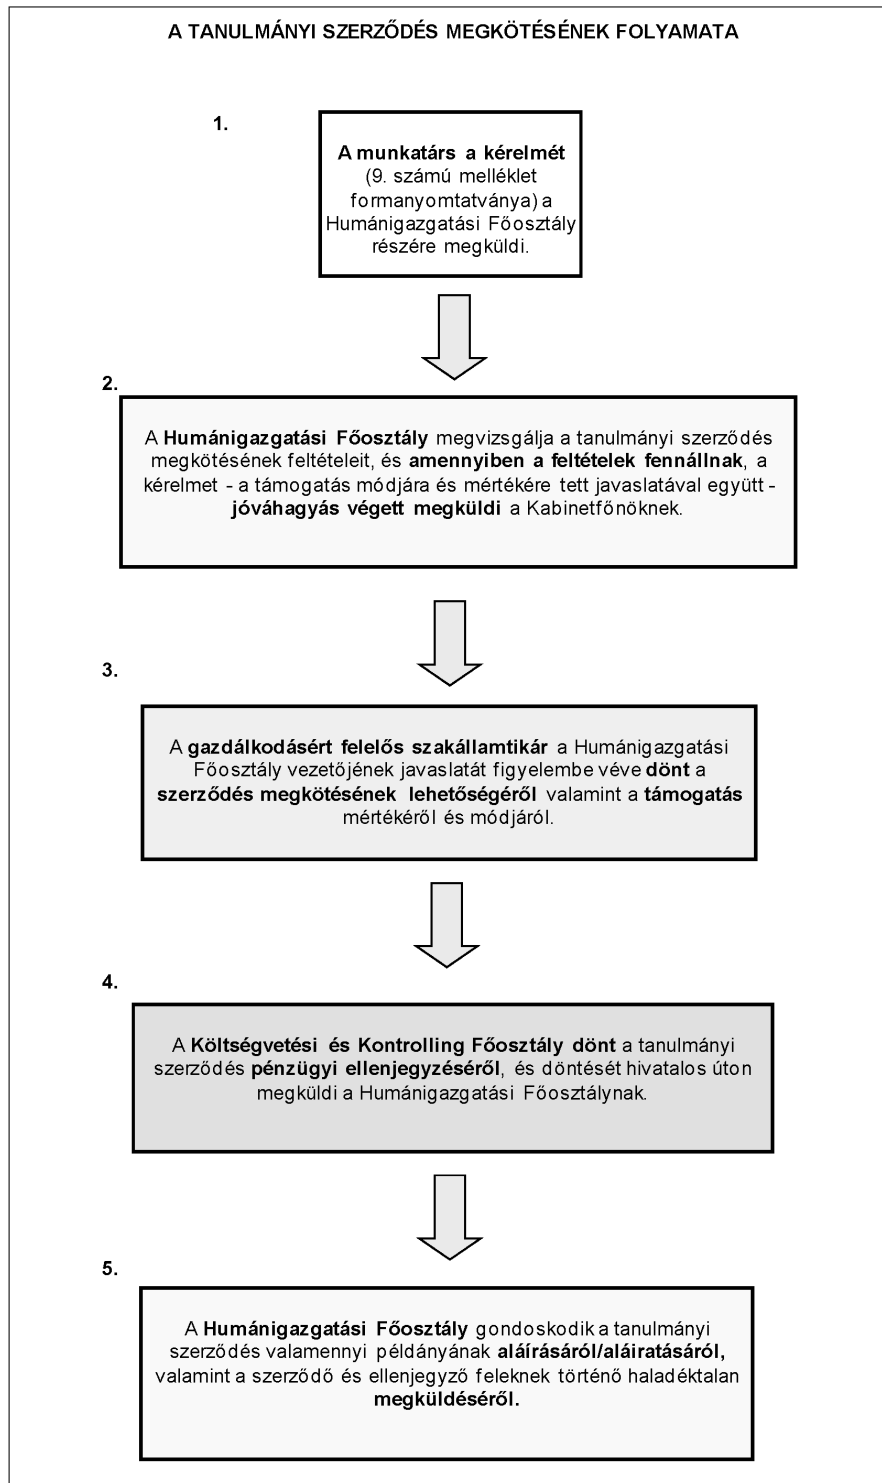 A TANULMÁNYI SZERZŐDÉS MEGKÖTÉSÉNEK FOLYAMATA
1.
A munkatárs a kérelmét
(9. számú melléklet
formanyomtatványa) a
Humánigazgatási Főosztály
részére megküldi.
2.
A Humánigazgatási Főosztály megvizsgálja a tanulmányi szerződés
megkötésének feltételeit, és amennyiben a feltételek fennállnak, a
kérelmet - a támogatás módjára és mértékére tett javaslatával együtt -
jóváhagyás végett megküldi a Kabinetfőnöknek.
3.
A gazdálkodásért felelős szakállamtikár a Humánigazgatási
Főosztály vezetőjének javaslatát figyelembe véve dönt a
szerződés megkötésének lehetőségéről valamint a támogatás
mértékéről és módjáról.
4.
A Költségvetési és Kontrolling Főosztály dönt a tanulmányi
szerződés pénzügyi ellenjegyzéséről, és döntését hivatalos úton
megküldi a Humánigazgatási Főosztálynak.
5.
A Humánigazgatási Főosztály gondoskodik a tanulmányi
szerződés valamennyi példányának aláírásáról/aláiratásáról,
valamint a szerződő és ellenjegyző feleknek történő haladéktalan
megküldéséről.